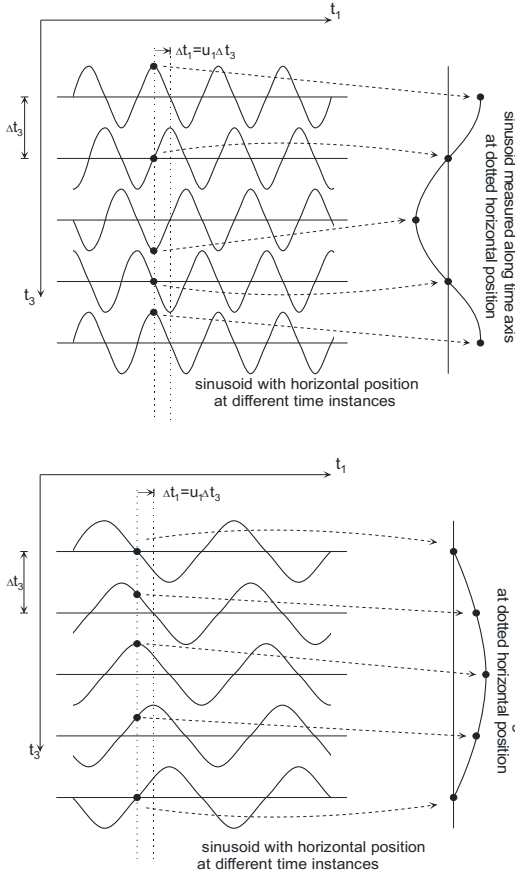 t₁
Δt₁=u₁Δt₃
Δt₃
t₃
sinusoid measured along time axis
at dotted horizontal position
sinusoid with horizontal position
at different time instances
t₁
Δt₁=u₁Δt₃
Δt₃
t₃
at dotted horizontal position
sinusoid with horizontal position
at different time instances